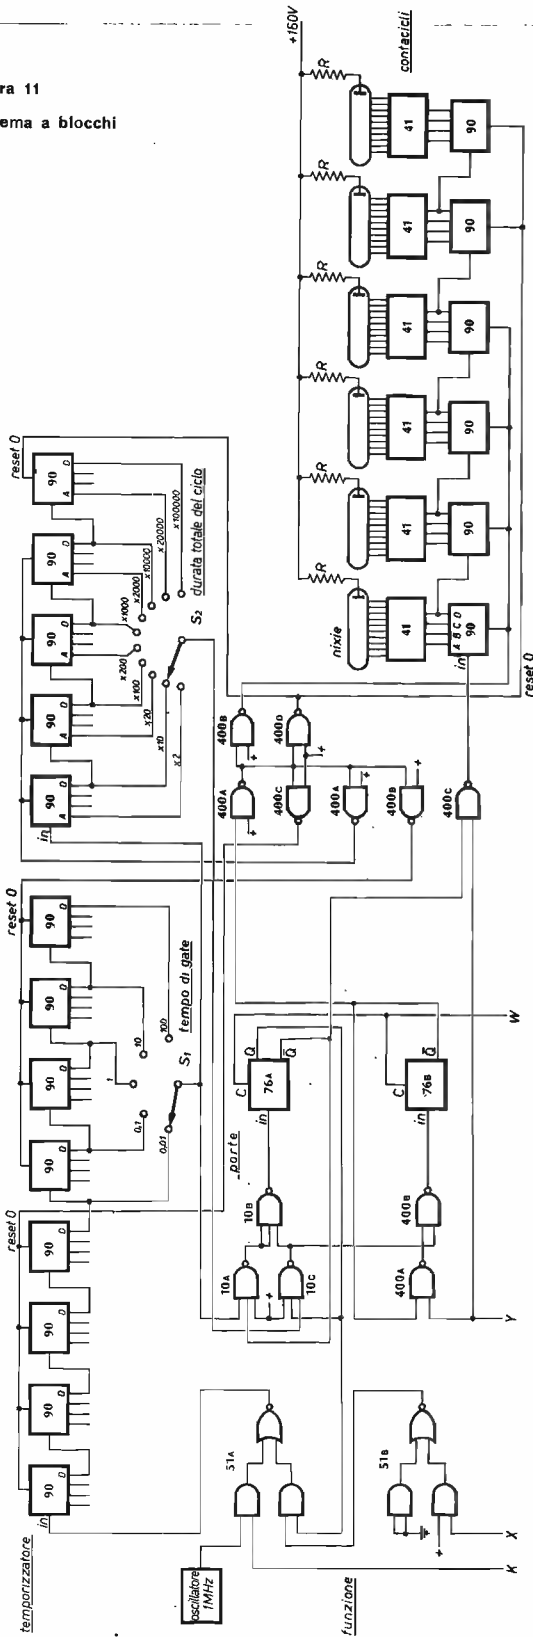 ra 11
ema a blocchi
+160V
R R R R R R
contacicli
nixie
41 41 41 41 41 41
A B C D
in
90 90 90 90 90 90
reset 0
reset 0
90 90 90 90 90
in
A D A D A D A D A D
x2
x10
x20
x100
x200
x1000
x2000
x10000
x20000
x100000
S2
durata totale del ciclo
reset 0
90 90 90 90
D D D D
0,01
0,1
1
10
100
S1
tempo di gate
reset 0
90 90 90 90
D D D D
in
temporizzatore
400B
400D
400A
400C
400A
400B
400C
+ + + + +
parte
C
Q
Q̅
76A
in
C
Q̅
76B
in
10B
10A
10C
+
400B
400A
W
Y
51A
51B
+
X
K
oscillatore
1MHz
funzione